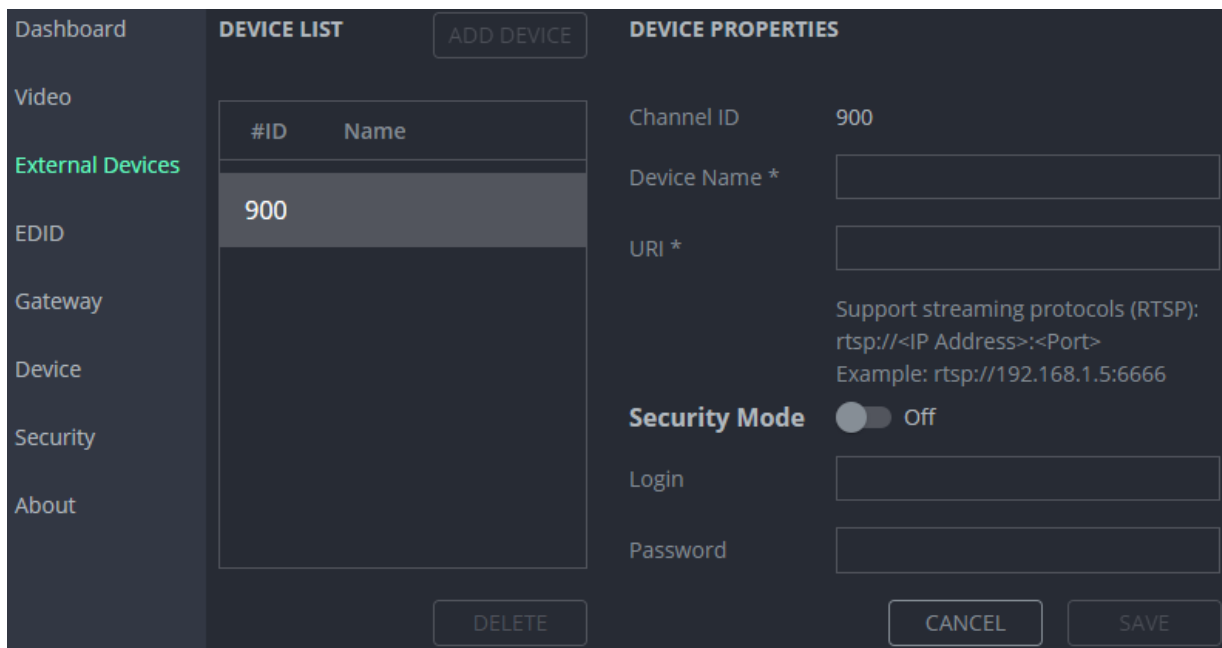 Dashboard
Video
External Devices
EDID
Gateway
Device
Security
About
DEVICE LIST
ADD DEVICE
#ID Name
900
DELETE
DEVICE PROPERTIES
Channel ID 900
Device Name *
URI *
Support streaming protocols (RTSP):
rtsp://<IP Address>:<Port>
Example: rtsp://192.168.1.5:6666
Security Mode Off
Login
Password
CANCEL SAVE